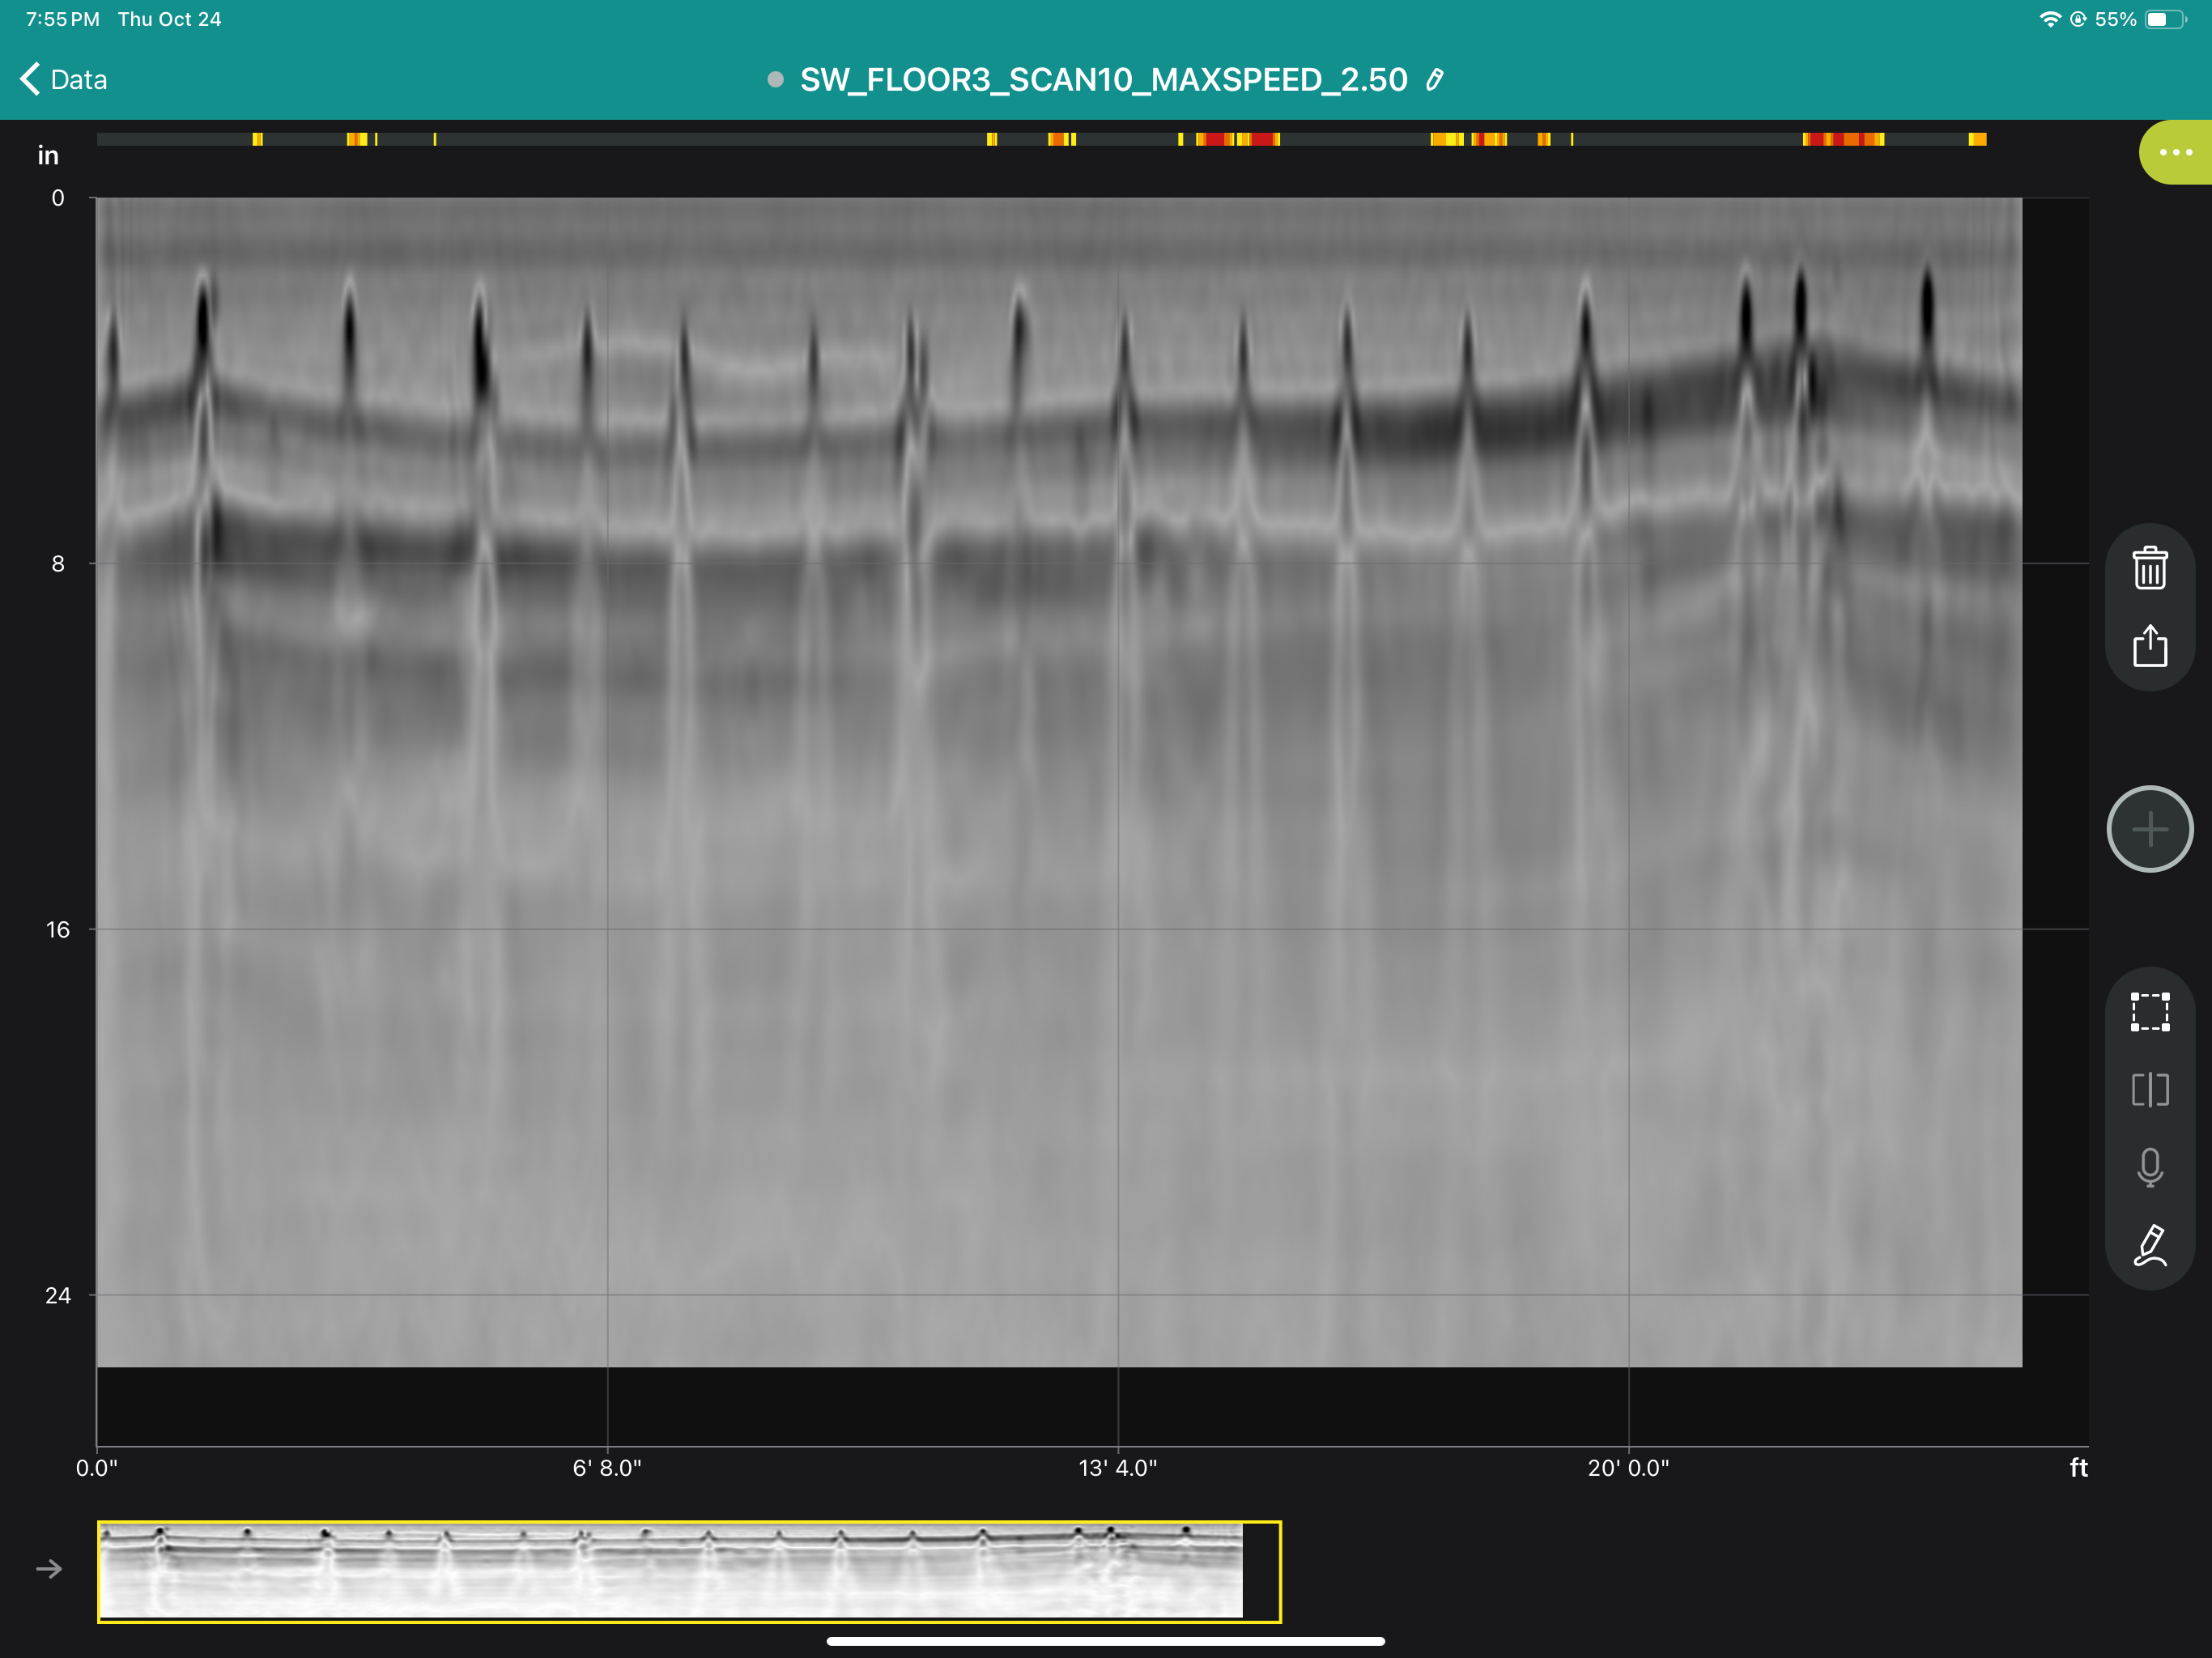 7:55 PM Thu Oct 24
55%
Data
SW_FLOOR3_SCAN10_MAXSPEED_2.50
in
0
8
16
24
0.0" 6' 8.0" 13' 4.0" 20' 0.0" ft